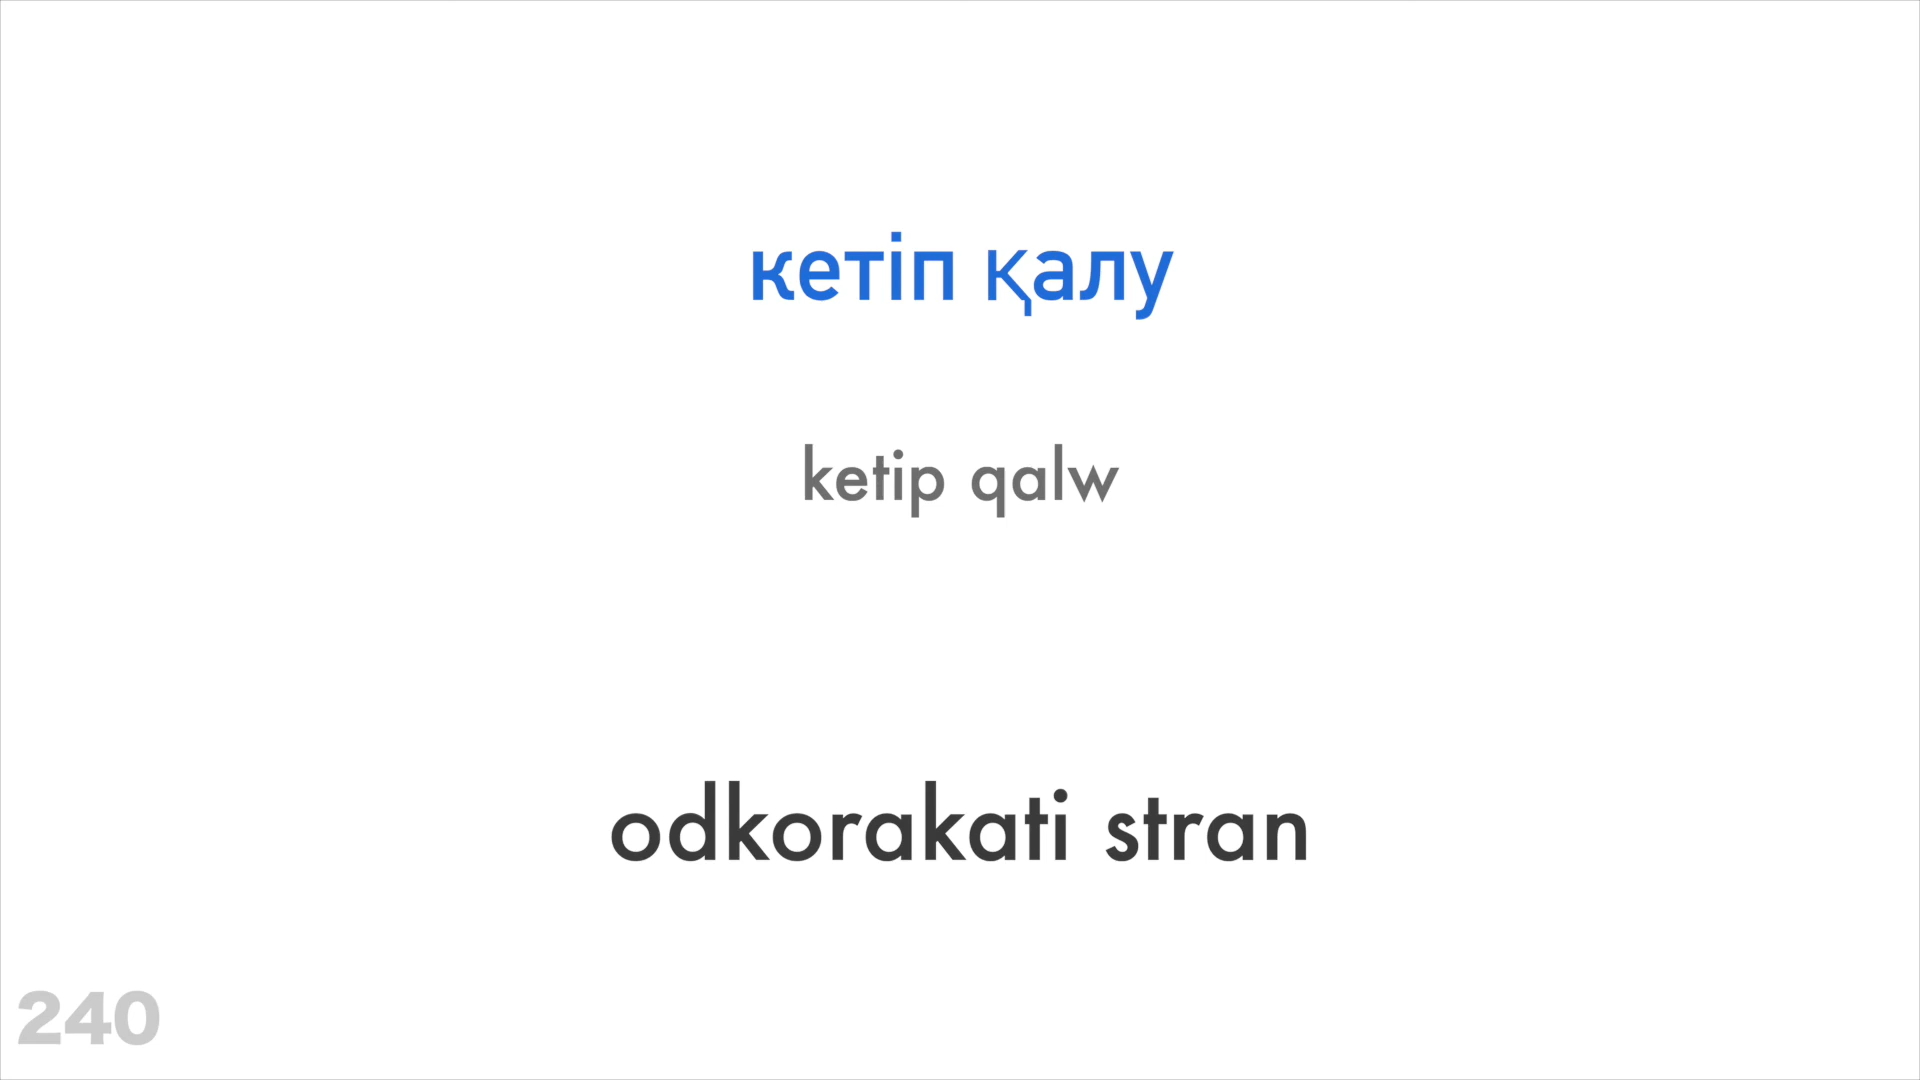 кетіп қалу
ketip qalw
odkorakati stran
240